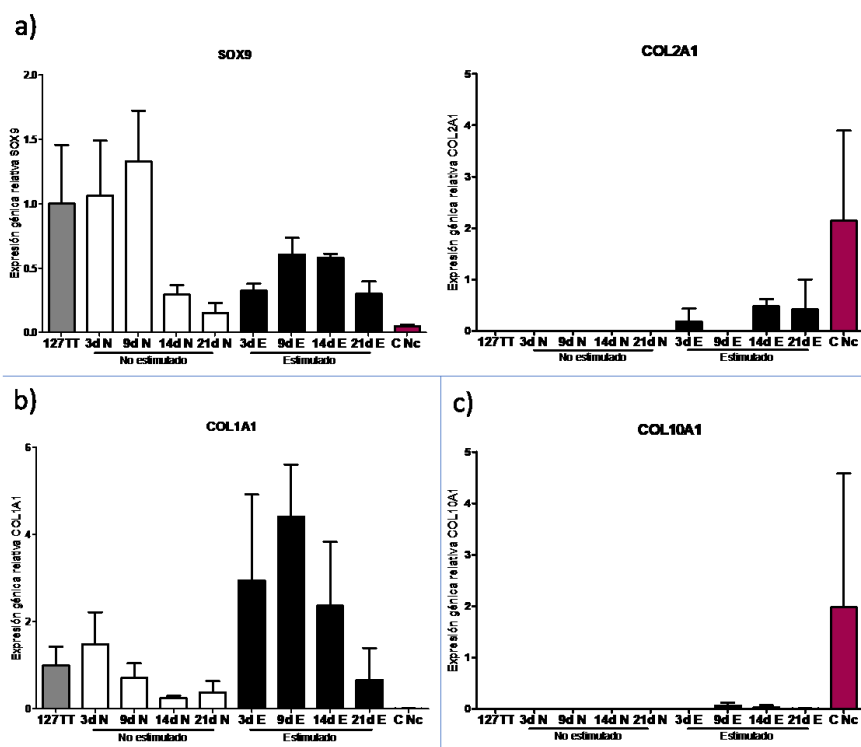 a)
SOX9
Expresión génica relativa SOX9
2.0
1.5
1.0
0.5
0.0
127TT 3d N 9d N 14d N 21d N 3d E 9d E 14d E 21d E C Nc
No estimulado Estimulado
COL2A1
Expresión génica relativa COL2A1
5
4
3
2
1
0
127TT 3d N 9d N 14d N 21d N 3d E 9d E 14d E 21d E C Nc
No estimulado Estimulado
b)
COL1A1
Expresión génica relativa COL1A1
6
4
2
0
127TT 3d N 9d N 14d N 21d N 3d E 9d E 14d E 21d E C Nc
No estimulado Estimulado
c)
COL10A1
Expresión génica relativa COL10A1
5
4
3
2
1
0
127TT 3d N 9d N 14d N 21d N 3d E 9d E 14d E 21d E C Nc
No estimulado Estimulado